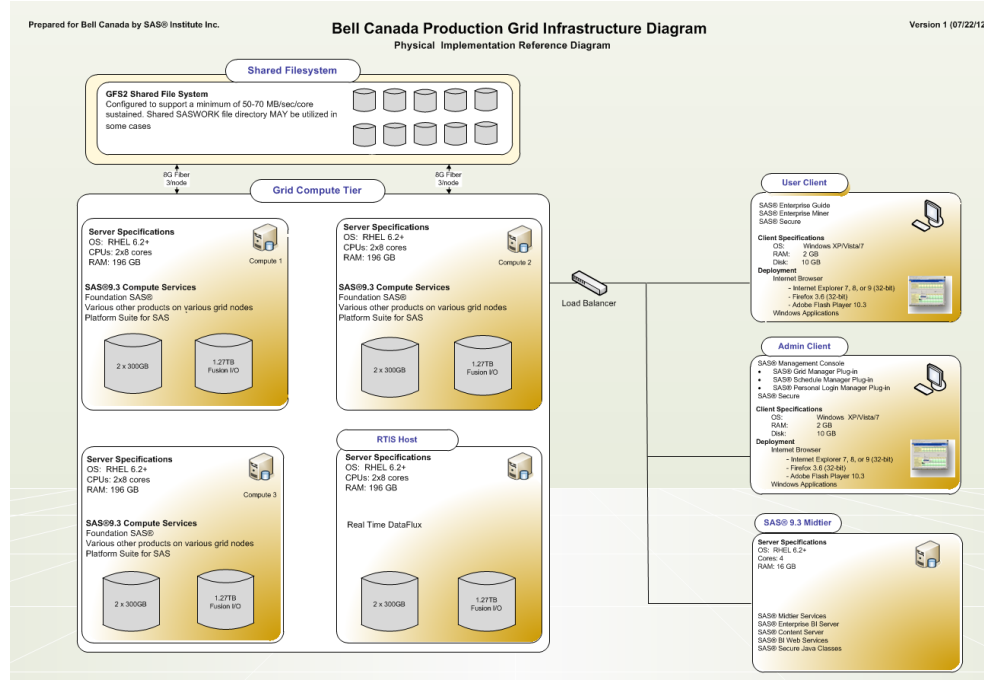 Prepared for Bell Canada by SAS® Institute Inc.
Bell Canada Production Grid Infrastructure Diagram
Version 1 (07/22/12
Physical Implementation Reference Diagram
Shared Filesystem
GFS2 Shared File System
Configured to support a minimum of 50-70 MB/sec/core
sustained. Shared SASWORK file directory MAY be utilized in
some cases
8G Fiber
3/node
8G Fiber
3/node
Grid Compute Tier
Server Specifications
OS: RHEL 6.2+
CPUs: 2x8 cores
RAM: 196 GB
Compute 1
SAS®9.3 Compute Services
Foundation SAS®
Various other products on various grid nodes
Platform Suite for SAS
2 x 300GB
1.27TB
Fusion I/O
Server Specifications
OS: RHEL 6.2+
CPUs: 2x8 cores
RAM: 196 GB
Compute 2
SAS®9.3 Compute Services
Foundation SAS®
Various other products on various grid nodes
Platform Suite for SAS
2 x 300GB
1.27TB
Fusion I/O
Server Specifications
OS: RHEL 6.2+
CPUs: 2x8 cores
RAM: 196 GB
Compute 3
SAS®9.3 Compute Services
Foundation SAS®
Various other products on various grid nodes
Platform Suite for SAS
2 x 300GB
1.27TB
Fusion I/O
RTIS Host
Server Specifications
OS: RHEL 6.2+
CPUs: 2x8 cores
RAM: 196 GB
Real Time DataFlux
2 x 300GB
1.27TB
Fusion I/O
Load Balancer
User Client
SAS® Enterprise Guide
SAS® Enterprise Miner
SAS® Secure
Client Specifications
OS: Windows XP/Vista/7
RAM: 2 GB
Disk: 10 GB
Deployment
Internet Browser
- Internet Explorer 7, 8, or 9 (32-bit)
- Firefox 3.6 (32-bit)
- Adobe Flash Player 10.3
Windows Applications
Admin Client
SAS® Management Console
• SAS® Grid Manager Plug-in
• SAS® Schedule Manager Plug-in
• SAS® Personal Login Manager Plug-in
SAS® Secure
Client Specifications
OS: Windows XP/Vista/7
RAM: 2 GB
Disk: 10 GB
Deployment
Internet Browser
- Internet Explorer 7, 8, or 9 (32-bit)
- Firefox 3.6 (32-bit)
- Adobe Flash Player 10.3
Windows Applications
SAS® 9.3 Midtier
Server Specifications
OS: RHEL 6.2+
Cores: 4
RAM: 16 GB
SAS® Midtier Services
SAS® Enterprise BI Server
SAS® Content Server
SAS® BI Web Services
SAS® Secure Java Classes